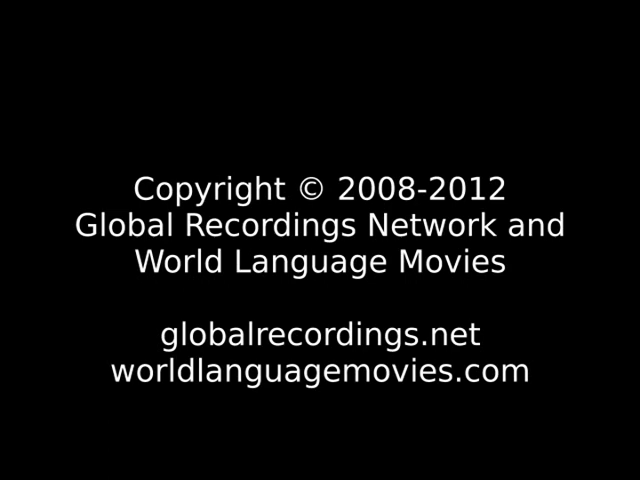 Copyright © 2008-2012
Global Recordings Network and
World Language Movies
globalrecordings.net
worldlanguagemovies.com